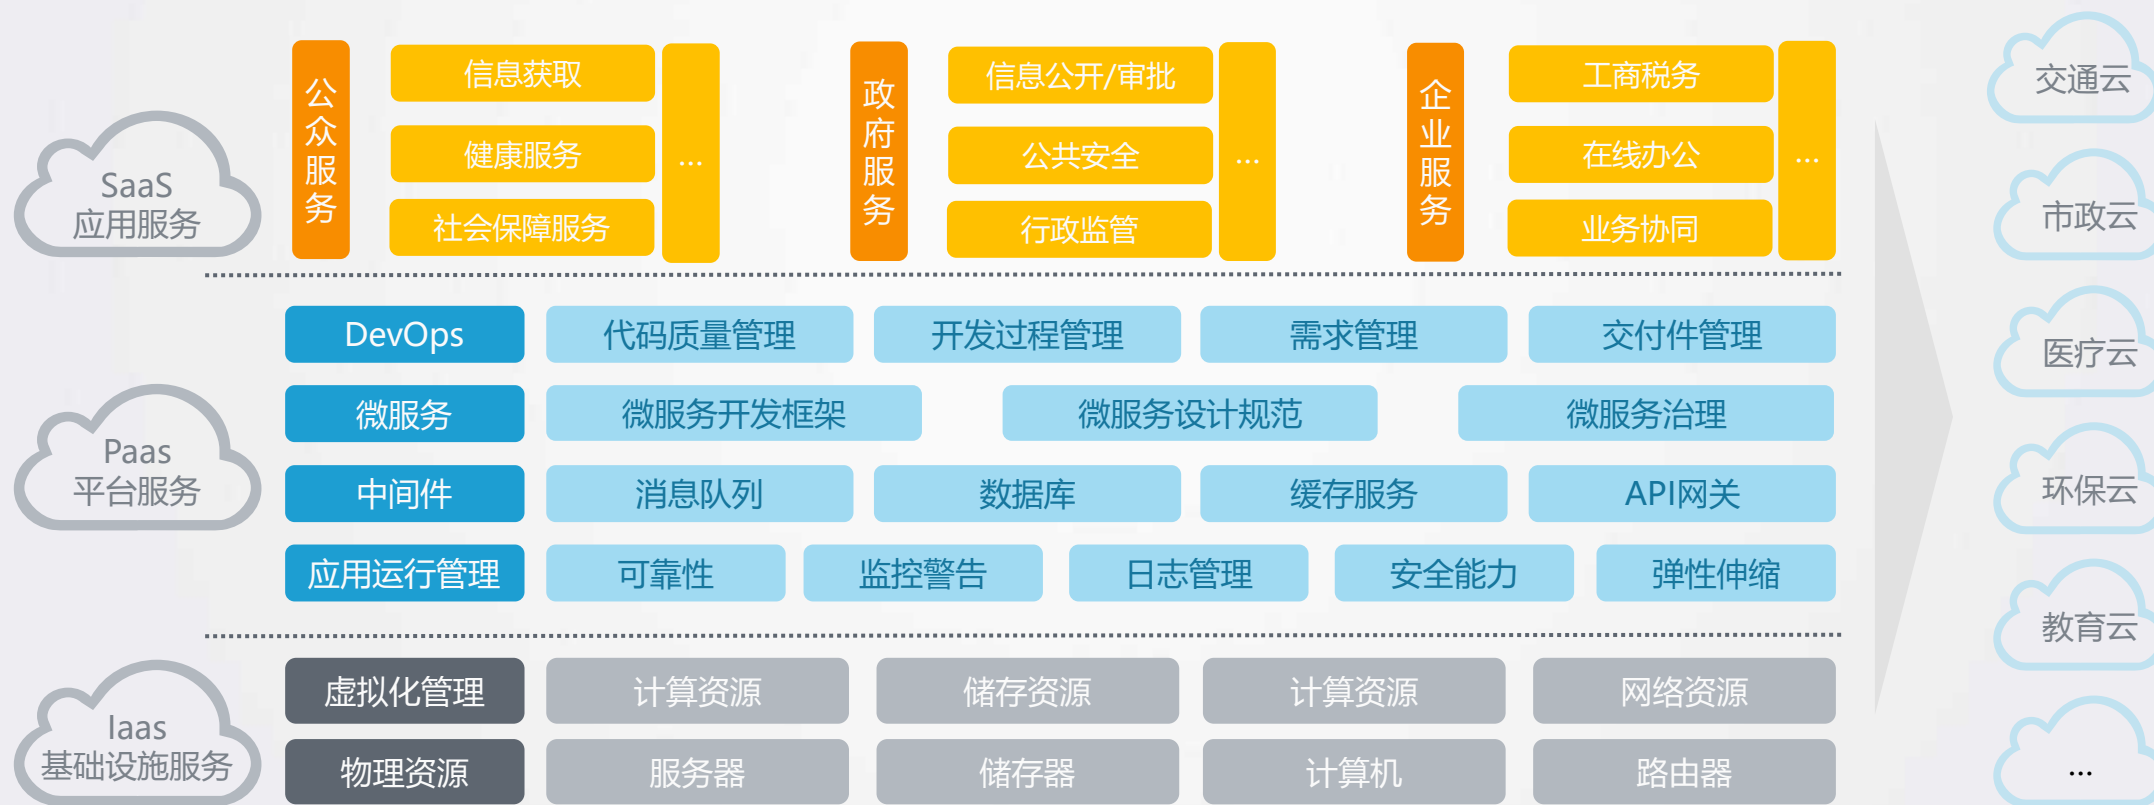 SaaS
应用服务
公众服务
信息获取
健康服务
社会保障服务
...
政府服务
信息公开/审批
公共安全
行政监管
...
企业服务
工商税务
在线办公
业务协同
...
Paas
平台服务
DevOps
代码质量管理
开发过程管理
需求管理
交付件管理
微服务
微服务开发框架
微服务设计规范
微服务治理
中间件
消息队列
数据库
缓存服务
API网关
应用运行管理
可靠性
监控警告
日志管理
安全能力
弹性伸缩
Iaas
基础设施服务
虚拟化管理
计算资源
储存资源
计算资源
网络资源
物理资源
服务器
储存器
计算机
路由器
交通云
市政云
医疗云
环保云
教育云
...